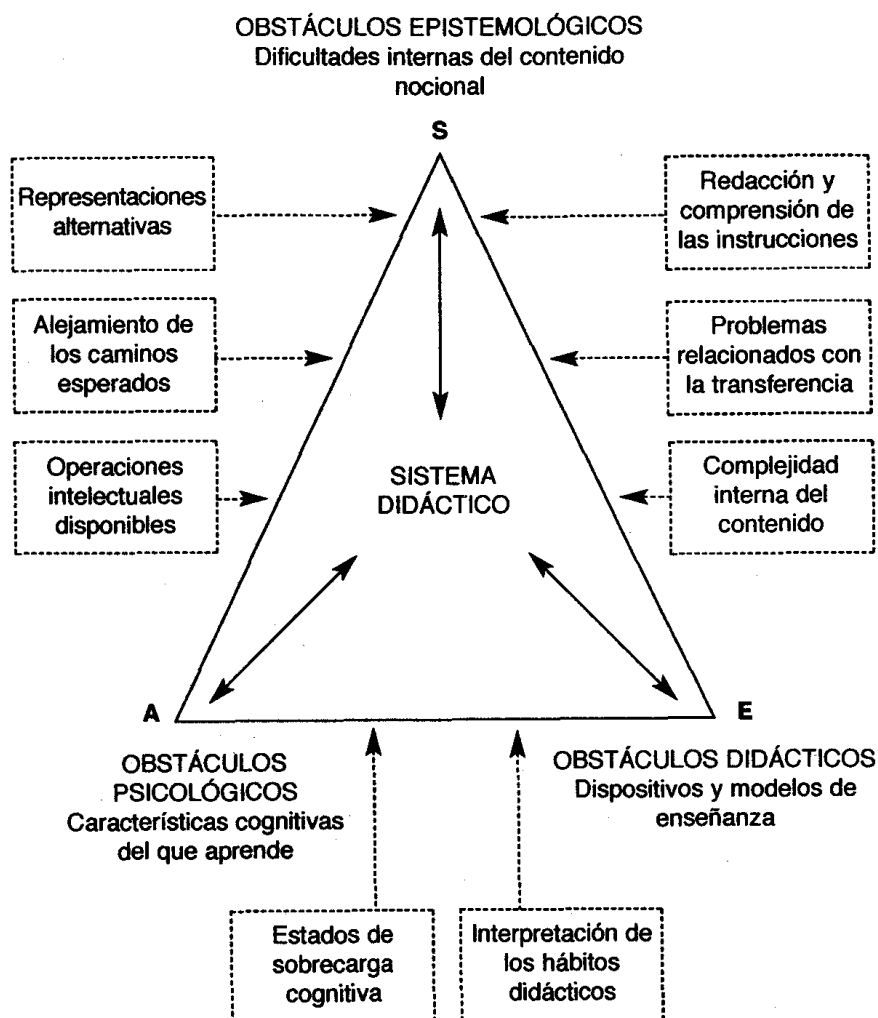 OBSTÁCULOS EPISTEMOLÓGICOS
Dificultades internas del contenido
nocional
S
Representaciones
alternativas
Redacción y
comprensión de
las instrucciones
Alejamiento de
los caminos
esperados
Problemas
relacionados con
la transferencia
Operaciones
intelectuales
disponibles
SISTEMA
DIDÁCTICO
Complejidad
interna del
contenido
A
E
OBSTÁCULOS
PSICOLÓGICOS
Características cognitivas
del que aprende
OBSTÁCULOS DIDÁCTICOS
Dispositivos y modelos de
enseñanza
Estados de
sobrecarga
cognitiva
Interpretación de
los hábitos
didácticos